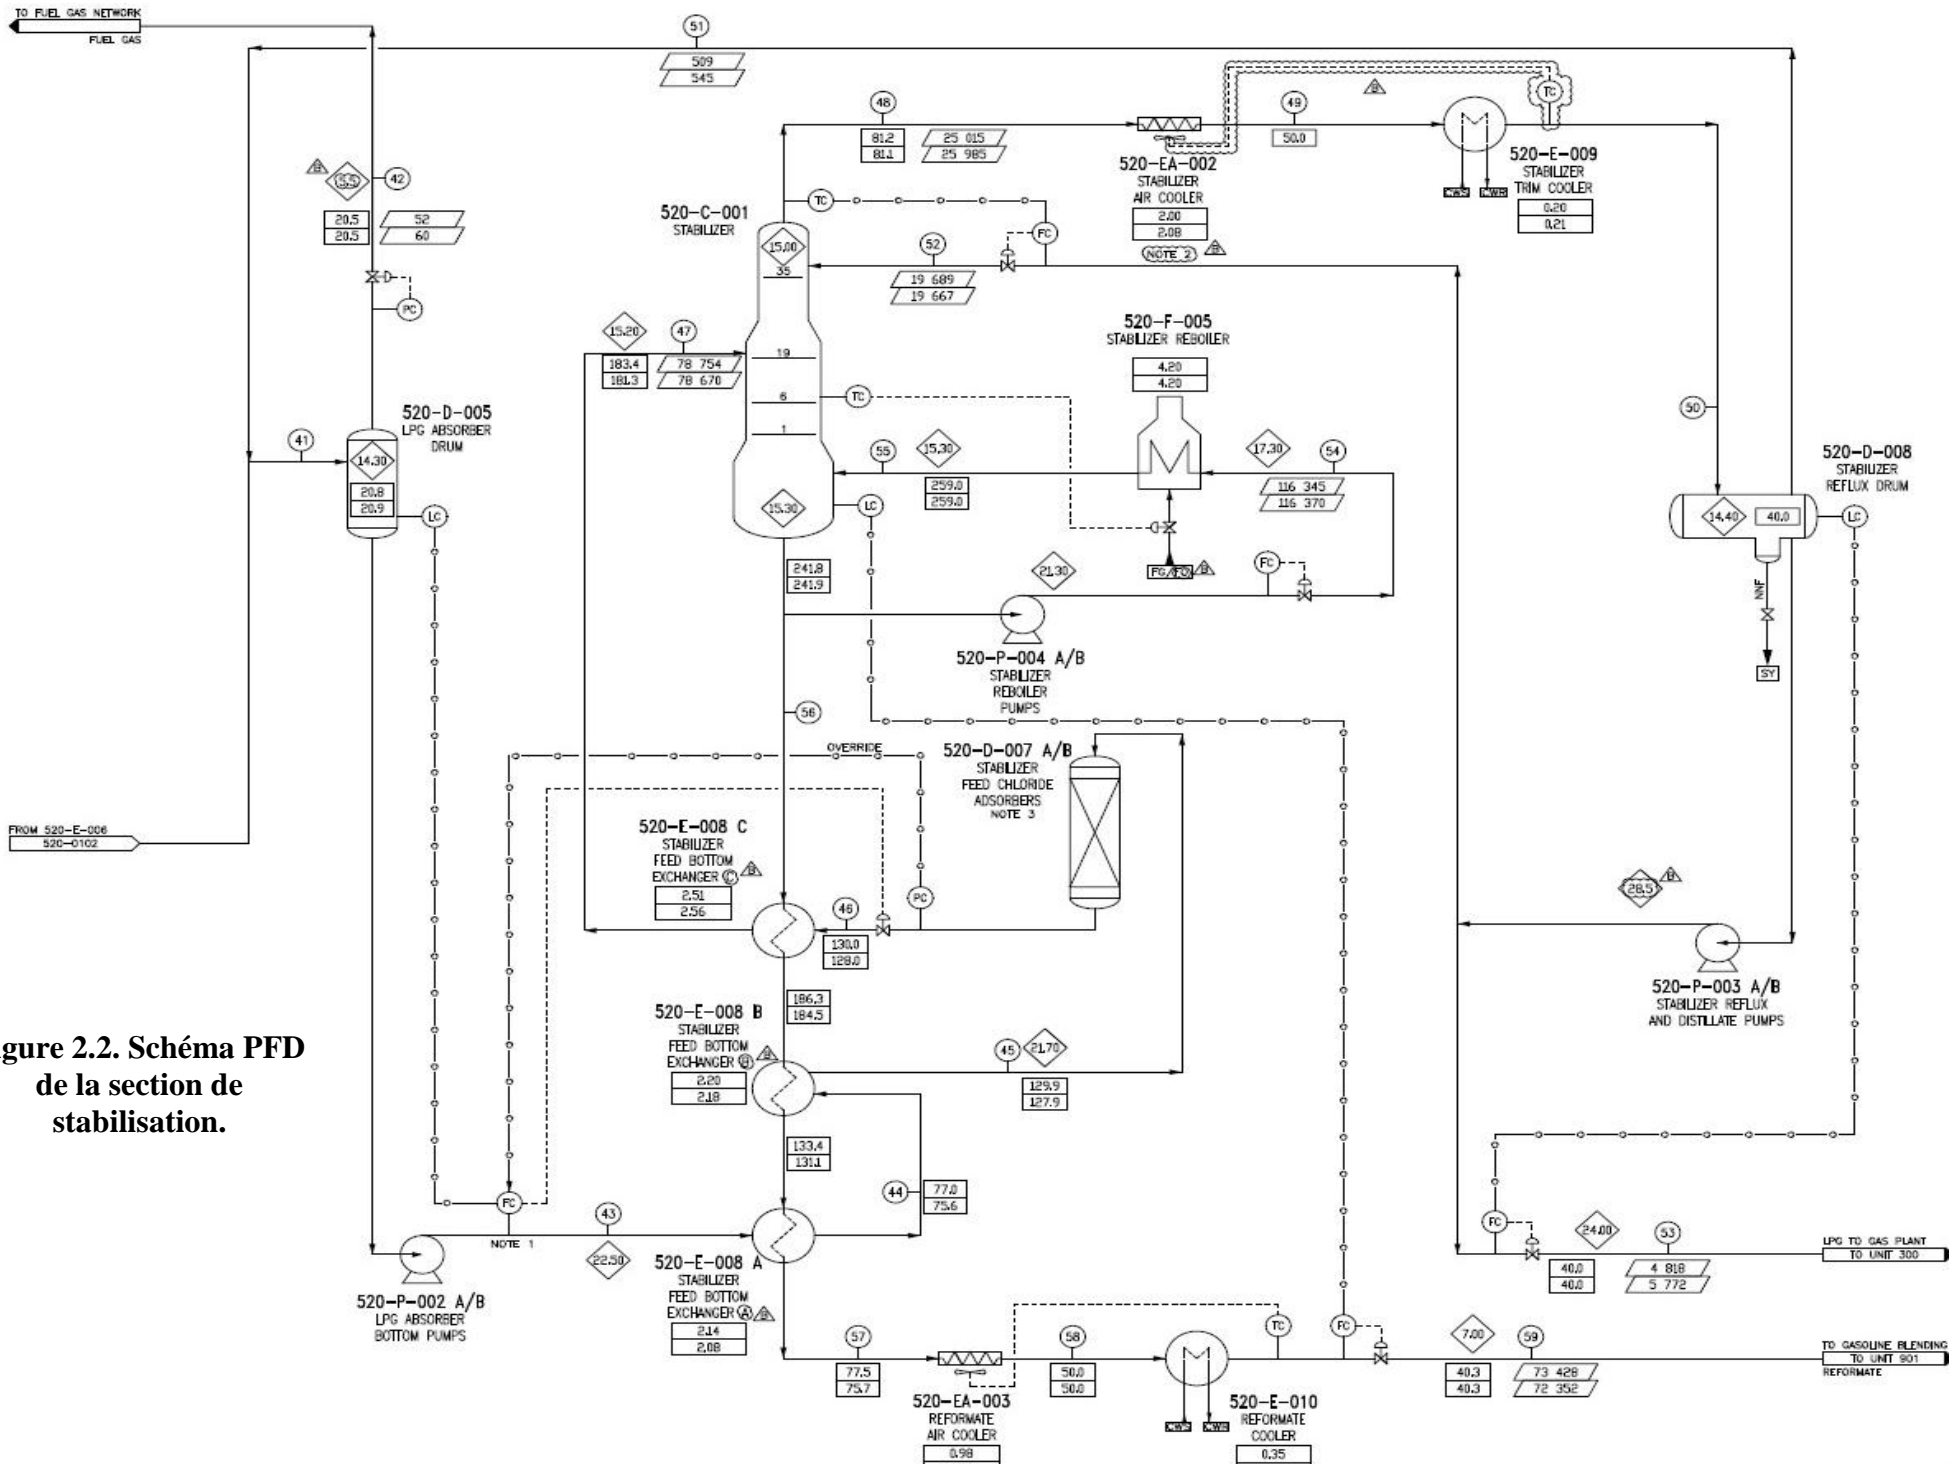 TO FUEL GAS NETWORK
FUEL GAS
51
509
545
B
55
42
20.5
20.5
52
60
PC
48
81.2
81.1
25 015
25 985
49
50.0
B
TC
520-EA-002
STABILIZER
AIR COOLER
2.00
2.08
NOTE 2
B
520-E-009
STABILIZER
TRIM COOLER
0.20
0.21
CWS
CWR
520-C-001
STABILIZER
TC
FC
15.00
35
52
19 689
19 667
15.20
47
183.4
181.3
78 754
78 670
19
6
1
TC
520-F-005
STABILIZER REBOILER
4.20
4.20
55
15.30
259.0
259.0
17.30
54
116 345
116 370
15.30
LC
FG/FO
B
50
520-D-008
STABILIZER
REFLUX DRUM
14.40
40.0
LC
NNF
SY
520-D-005
LPG ABSORBER
DRUM
41
14.30
20.8
20.9
LC
241.8
241.9
21.30
FC
520-P-004 A/B
STABILIZER
REBOILER
PUMPS
56
OVERRIDE
520-D-007 A/B
STABILIZER
FEED CHLORIDE
ADSORBERS
NOTE 3
FROM 520-E-006
520-0102
520-E-008 C
STABILIZER
FEED BOTTOM
EXCHANGER C
B
2.51
2.56
46
PC
130.0
128.0
28.5
B
520-P-003 A/B
STABILIZER REFLUX
AND DISTILLATE PUMPS
186.3
184.5
520-E-008 B
STABILIZER
FEED BOTTOM
EXCHANGER B
B
2.20
2.18
45
21.70
129.9
127.9
gure 2.2. Schéma PFD
de la section de
stabilisation.
133.4
131.1
44
77.0
75.6
FC
NOTE 1
43
22.50
520-P-002 A/B
LPG ABSORBER
BOTTOM PUMPS
520-E-008 A
STABILIZER
FEED BOTTOM
EXCHANGER A
B
2.14
2.08
FC
24.00
53
40.0
40.0
4 818
5 772
LPG TO GAS PLANT
TO UNIT 300
57
77.5
75.7
58
50.0
50.0
TC
FC
7.00
59
40.3
40.3
73 428
72 352
TO GASOLINE BLENDING
TO UNIT 901
REFORMATE
520-EA-003
REFORMATE
AIR COOLER
0.98
CWS
CWR
520-E-010
REFORMATE
COOLER
0.35